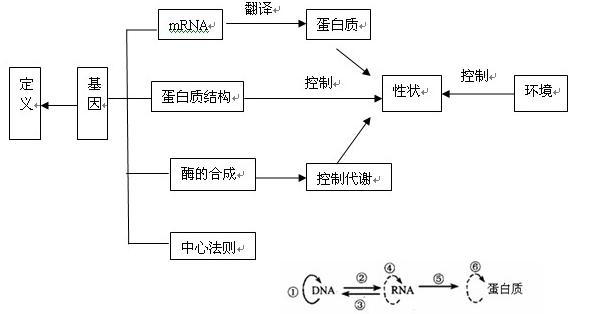 翻译
mRNA
蛋白质
定义
基因
蛋白质结构
控制
性状
控制
环境
酶的合成
控制代谢
中心法则
① DNA ② ③ ④ RNA ⑤ ⑥ 蛋白质